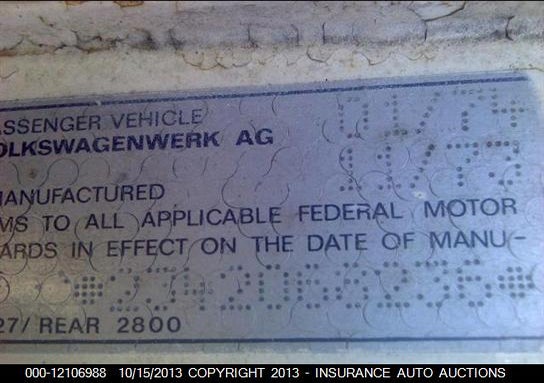 ASSENGER VEHICLE
OLKSWAGENWERK AG
MANUFACTURED
MS TO ALL APPLICABLE FEDERAL MOTOR
ARDS IN EFFECT ON THE DATE OF MANU-
27/ REAR 2800
000-12106988 10/15/2013 COPYRIGHT 2013 - INSURANCE AUTO AUCTIONS